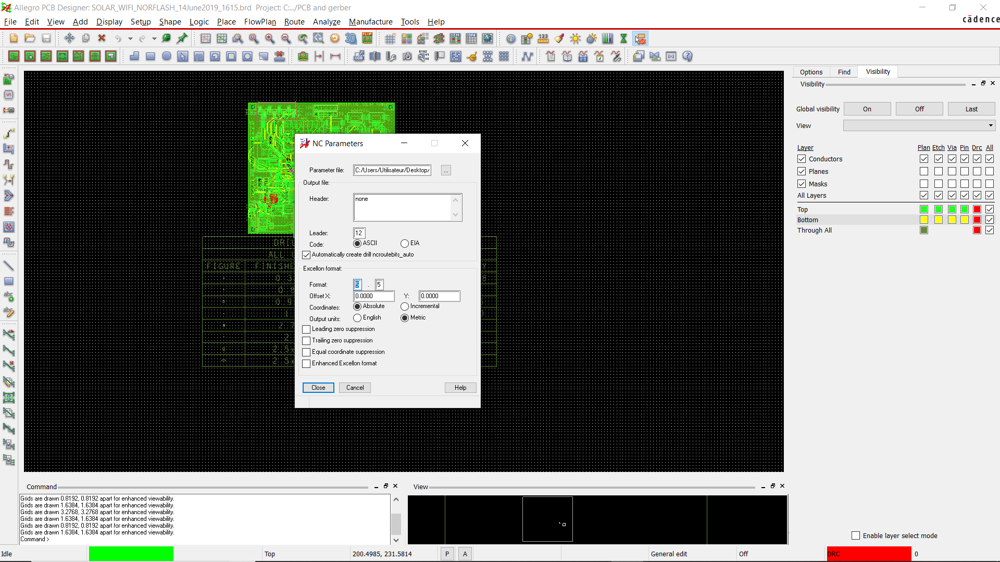 Allegro PCB Designer: SOLAR_WIFI_NORFLASH_14June2019_1615.brd Project: C:.../PCB and gerber
File Edit View Add Display Setup Shape Logic Place FlowPlan Route Analyze Manufacture Tools Help
cādence
Options Find Visibility
Visibility
Global visibility On Off Last
View
Layer Plan Etch Via Pin Drc All
Conductors
Planes
Masks
All Layers
Top
Bottom
Through All
Enable layer select mode
NC Parameters
Parameter file: C:/Users/Utilisateur/Desktop/ ...
Output file:
Header: none
Leader: 12
Code: ASCII EIA
Automatically create drill ncroutebits_auto
Excellon format:
Format: 5 . 5
Offset X: 0.0000 Y: 0.0000
Coordinates: Absolute Incremental
Output units: English Metric
Leading zero suppression
Trailing zero suppression
Equal coordinate suppression
Enhanced Excellon format
Close Cancel Help
FIGURE FINISHE
Command
Grids are drawn 0.8192, 0.8192 apart for enhanced viewability.
Grids are drawn 1.6384, 1.6384 apart for enhanced viewability.
Grids are drawn 3.2768, 3.2768 apart for enhanced viewability.
Grids are drawn 1.6384, 1.6384 apart for enhanced viewability.
Grids are drawn 0.8192, 0.8192 apart for enhanced viewability.
Grids are drawn 1.6384, 1.6384 apart for enhanced viewability.
Command >
View
Idle Top 200.4985, 231.5814 P A General edit Off DRC 0